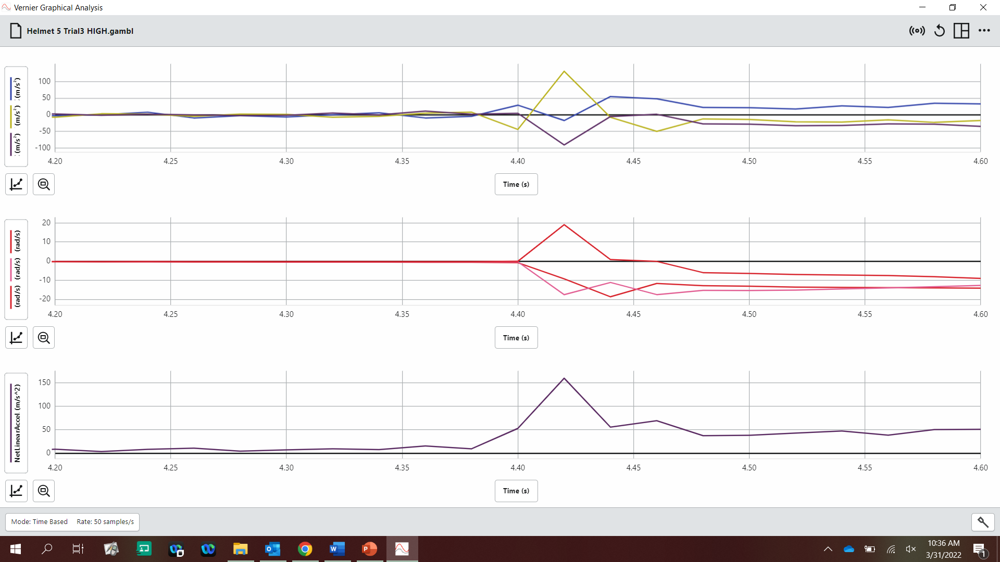 Vernier Graphical Analysis
Helmet 5 Trial3 HIGH.gambl
(m/s²)
(m/s²)
(m/s²)
100
50
0
-50
-100
4.20 4.25 4.30 4.35 4.40 4.45 4.50 4.55 4.60
Time (s)
(rad/s)
(rad/s)
(rad/s)
20
10
0
-10
-20
4.20 4.25 4.30 4.35 4.40 4.45 4.50 4.55 4.60
Time (s)
NetLinearAccel (m/s^2)
150
100
50
0
4.20 4.25 4.30 4.35 4.40 4.45 4.50 4.55 4.60
Time (s)
Mode: Time Based Rate: 50 samples/s
10:36 AM
3/31/2022
1